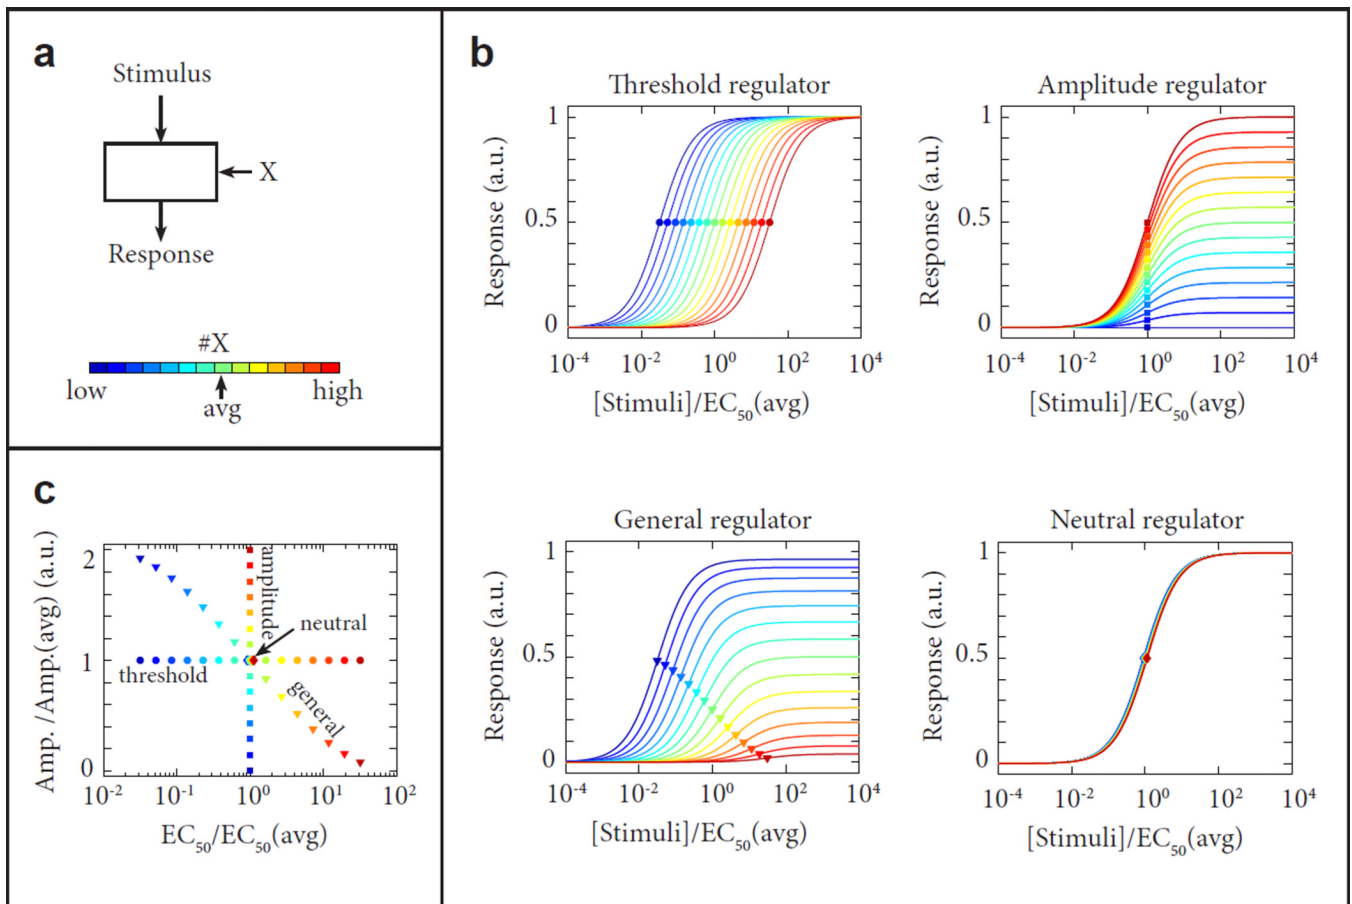 a
Stimulus
X
Response
#X
low
high
avg
b
Threshold regulator
Response (a.u.)
1
0.5
0
10⁻⁴ 10⁻² 10⁰ 10² 10⁴
[Stimuli]/EC₅₀(avg)
Amplitude regulator
Response (a.u.)
1
0.5
0
10⁻⁴ 10⁻² 10⁰ 10² 10⁴
[Stimuli]/EC₅₀(avg)
General regulator
Response (a.u.)
1
0.5
0
10⁻⁴ 10⁻² 10⁰ 10² 10⁴
[Stimuli]/EC₅₀(avg)
Neutral regulator
Response (a.u.)
1
0.5
0
10⁻⁴ 10⁻² 10⁰ 10² 10⁴
[Stimuli]/EC₅₀(avg)
c
Amp. /Amp.(avg) (a.u.)
2
1
0
amplitude
neutral
threshold
general
10⁻² 10⁻¹ 10⁰ 10¹ 10²
EC₅₀/EC₅₀(avg)